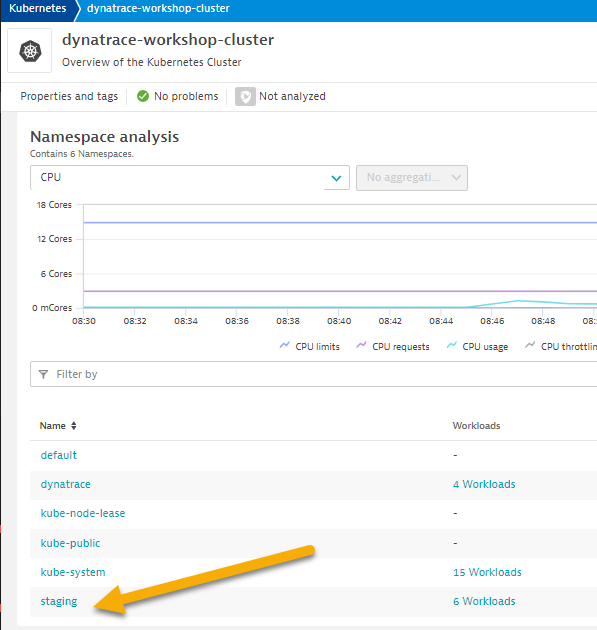 Kubernetes dynatrace-workshop-cluster
dynatrace-workshop-cluster
Overview of the Kubernetes Cluster
Properties and tags No problems Not analyzed
Namespace analysis
Contains 6 Namespaces.
CPU No aggregati...
18 Cores
12 Cores
6 Cores
0 mCores
08:30 08:32 08:34 08:36 08:38 08:40 08:42 08:44 08:46 08:48 08:5
CPU limits CPU requests CPU usage CPU throttlin
Filter by
Name Workloads
default -
dynatrace 4 Workloads
kube-node-lease -
kube-public -
kube-system 15 Workloads
staging 6 Workloads